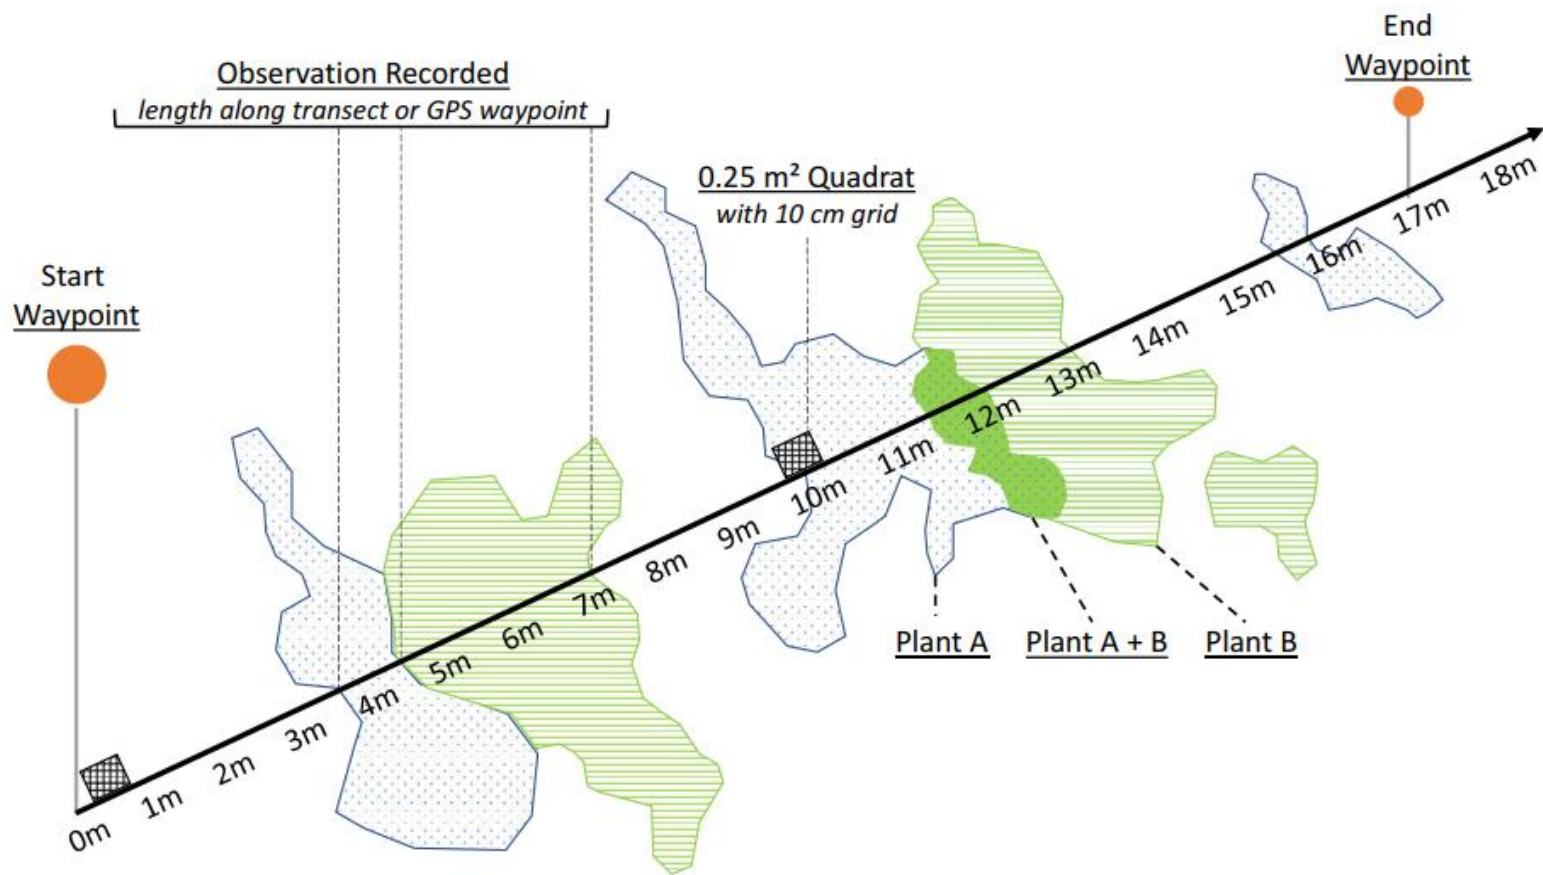 Observation Recorded
length along transect or GPS waypoint
End
Waypoint
0.25 m² Quadrat
with 10 cm grid
Start
Waypoint
0m
1m
2m
3m
4m
5m
6m
7m
8m
9m
10m
11m
12m
13m
14m
15m
16m
17m
18m
Plant A
Plant A + B
Plant B